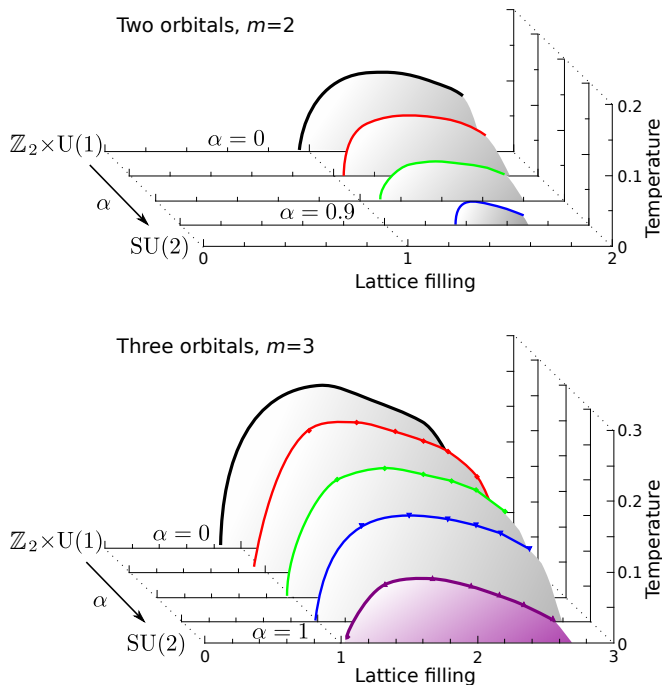 Two orbitals, m=2
0.2
ℤ₂×U(1)
α = 0
0.1
Temperature
α
α = 0.9
SU(2)
0
0
1
2
Lattice filling
Three orbitals, m=3
0.3
0.2
ℤ₂×U(1)
α = 0
0.1
Temperature
α
α = 1
SU(2)
0
0
1
2
3
Lattice filling